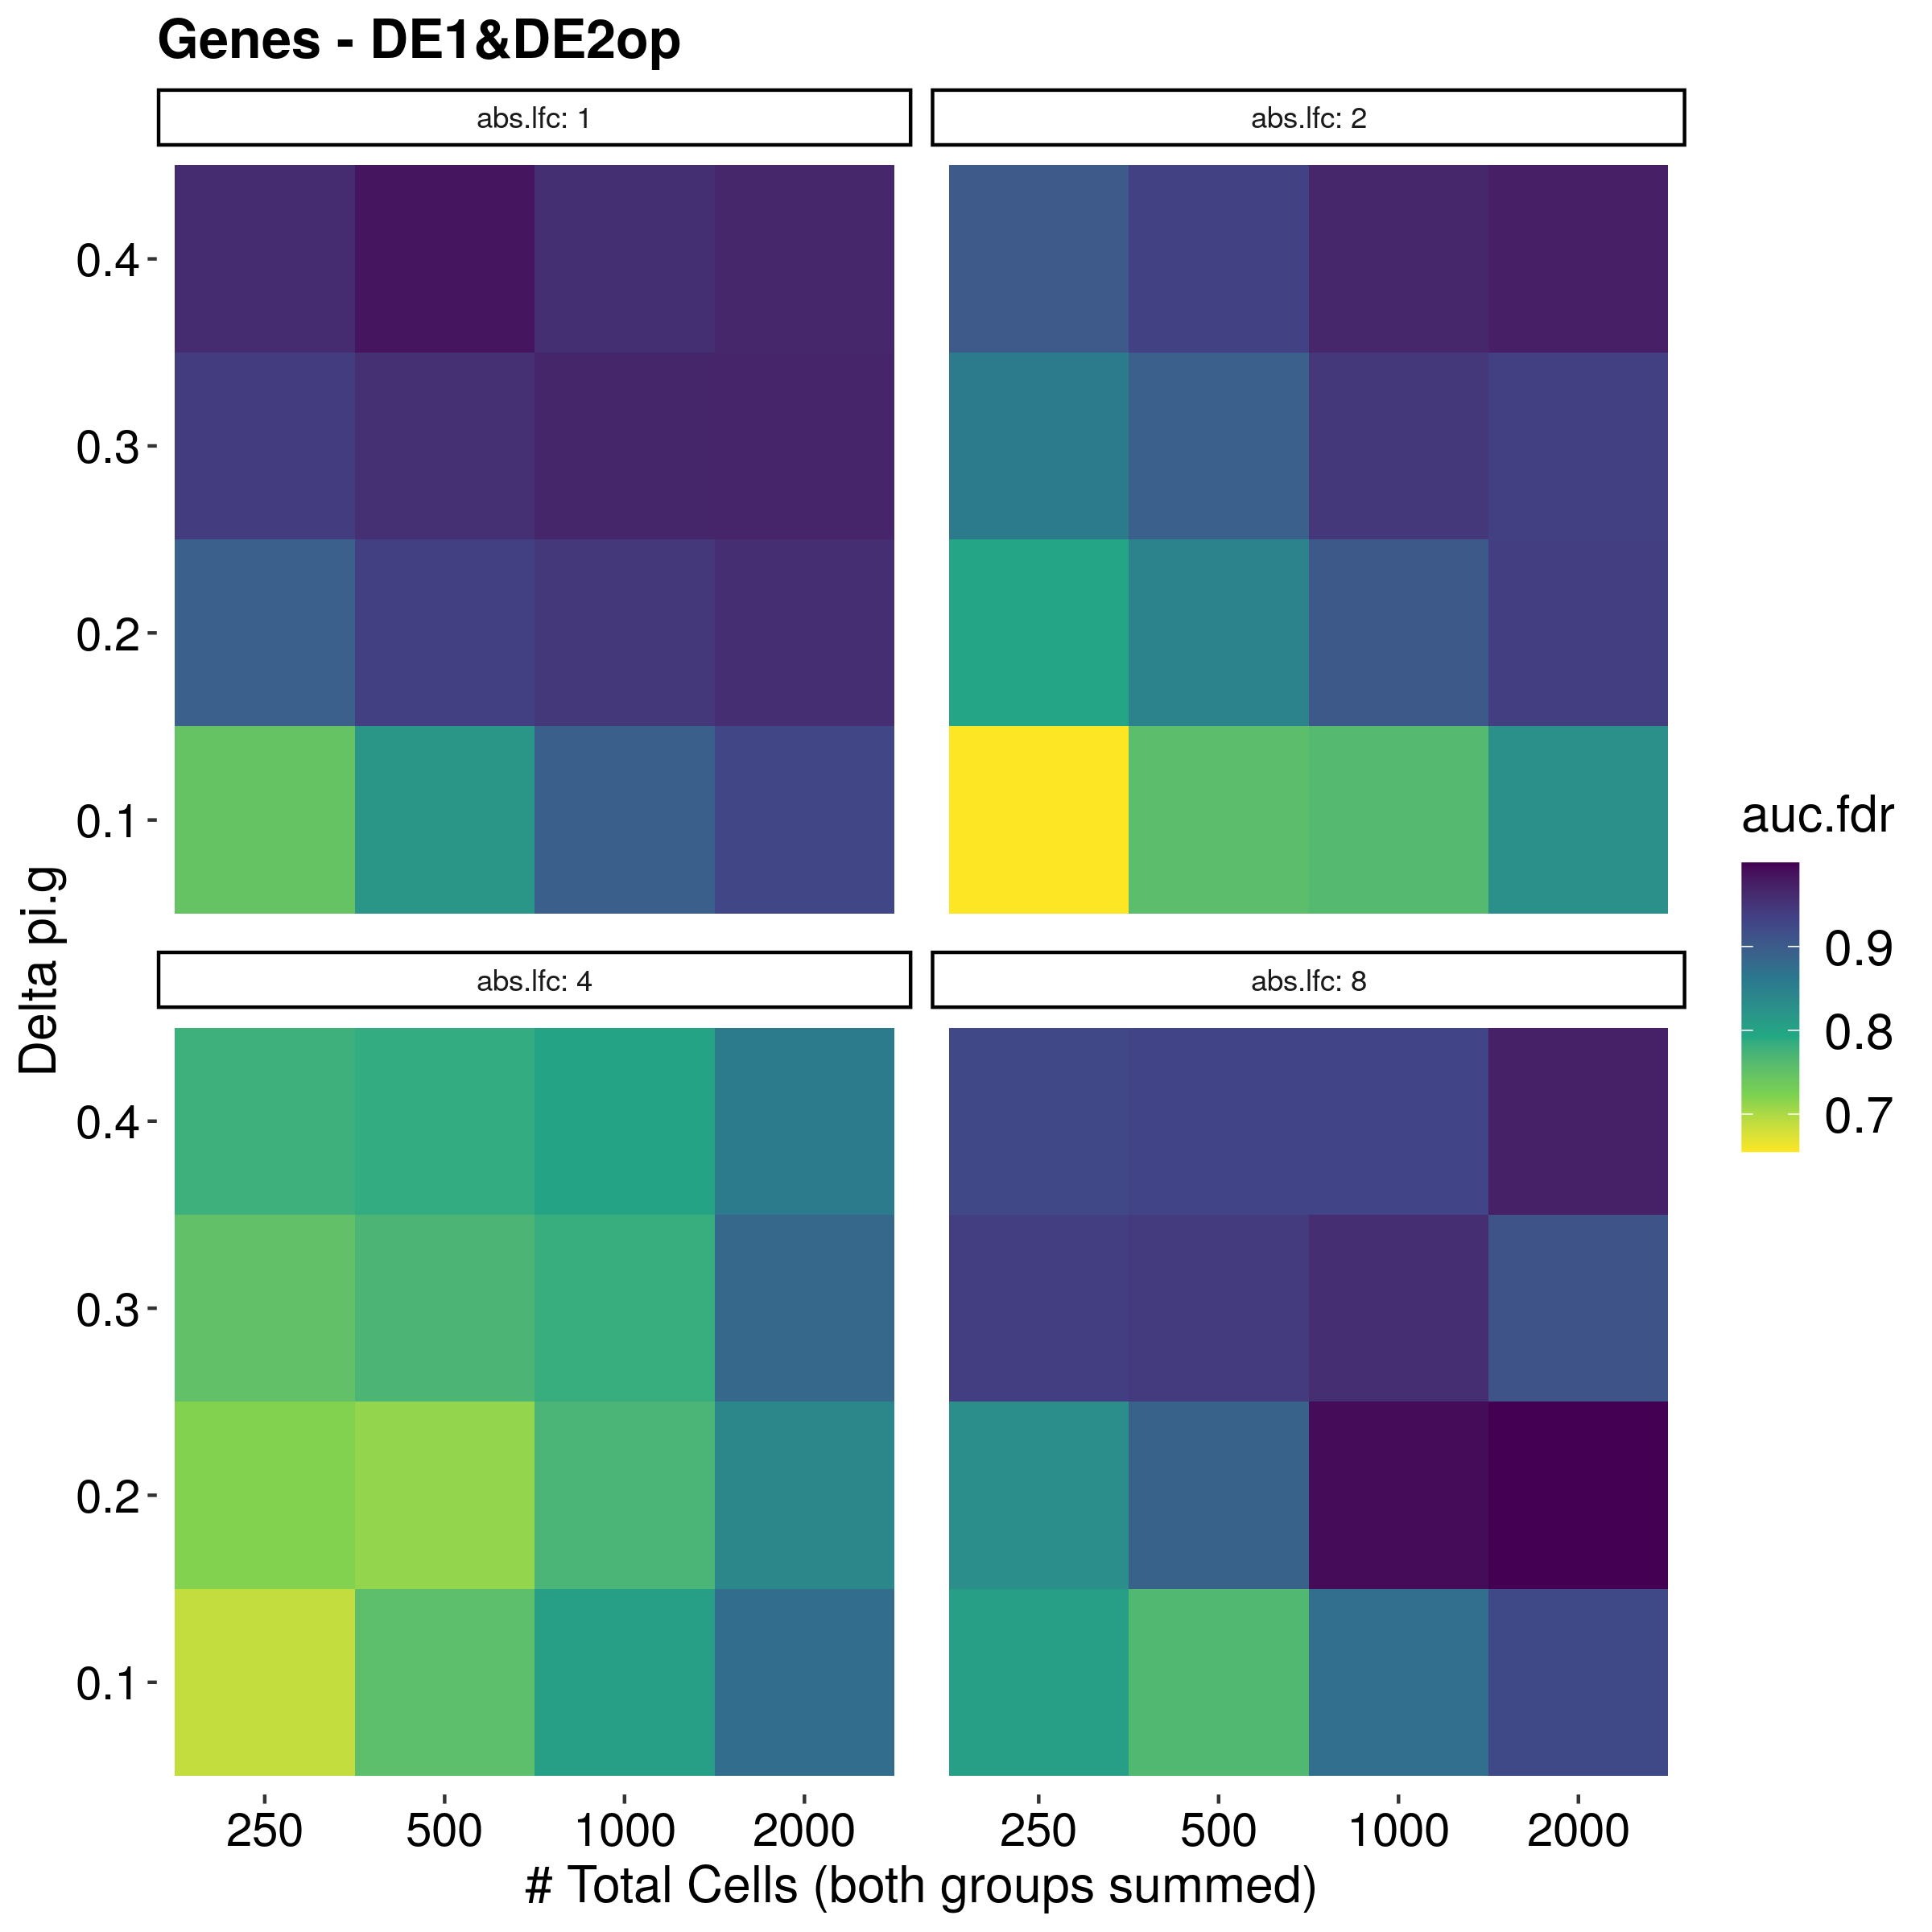 Genes - DE1&DE2op
abs.lfc: 1
abs.lfc: 2
0.4
0.3
0.2
0.1
Delta pi.g
abs.lfc: 4
abs.lfc: 8
0.4
0.3
0.2
0.1
250 500 1000 2000
250 500 1000 2000
# Total Cells (both groups summed)
auc.fdr
0.9
0.8
0.7